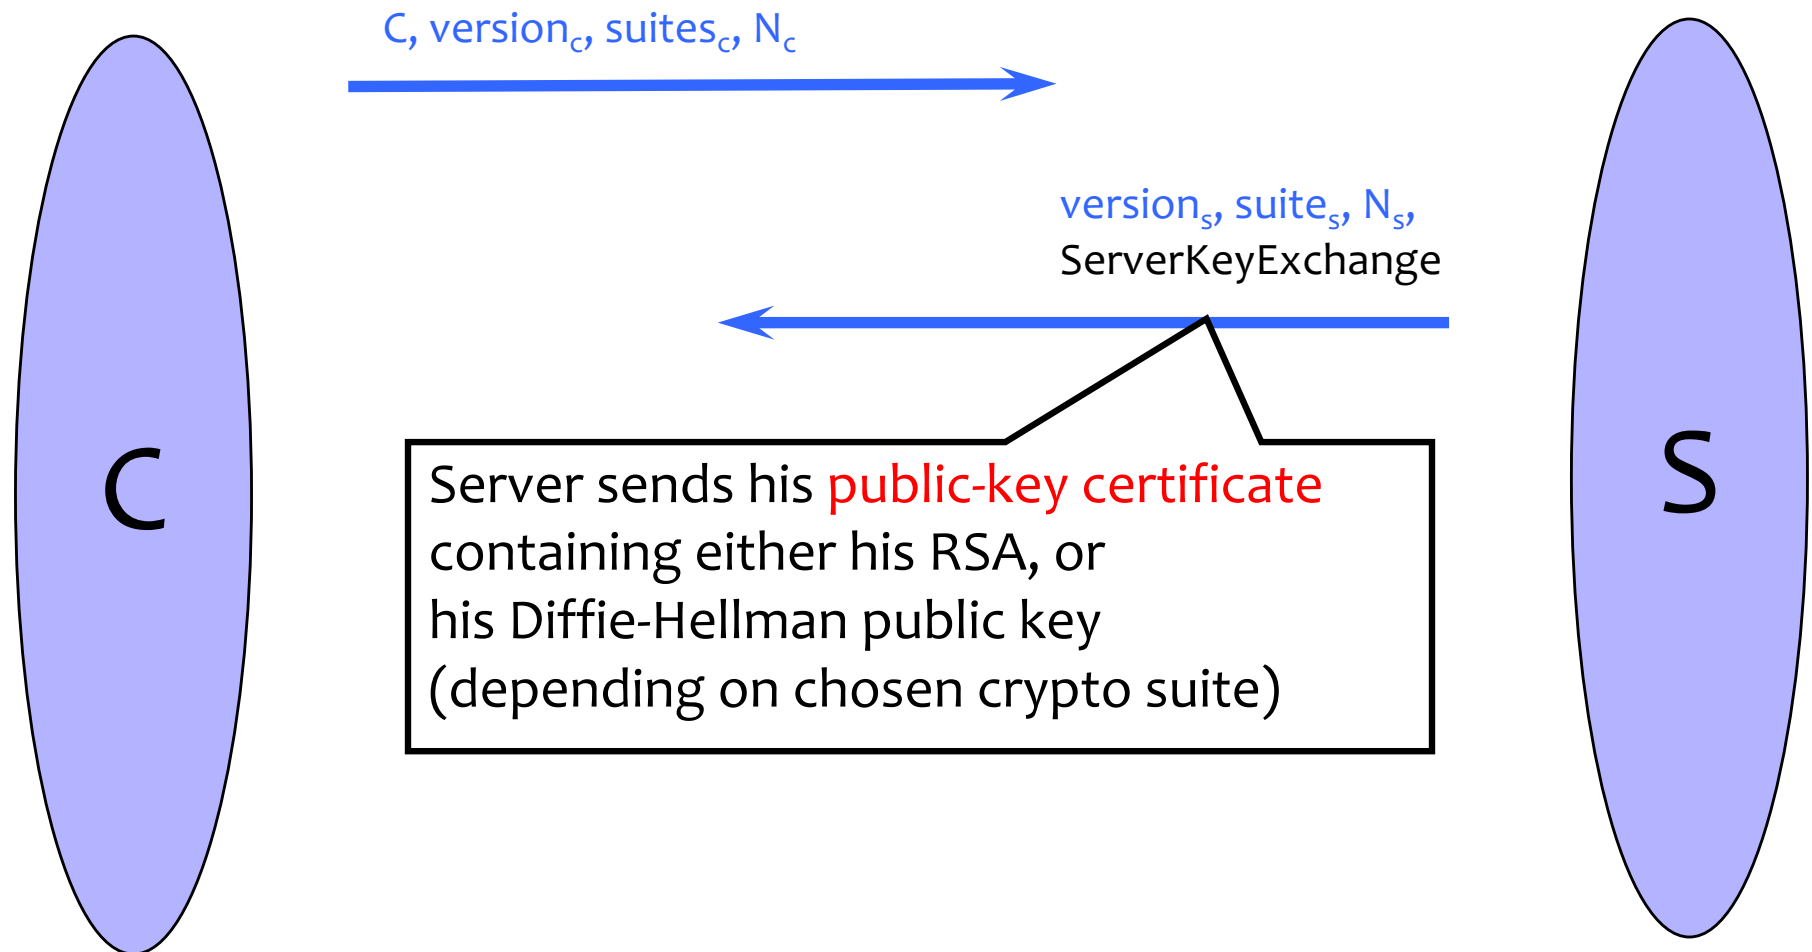 C, version_c, suites_c, N_c
version_s, suite_s, N_s,
ServerKeyExchange
C
S
Server sends his public-key certificate
containing either his RSA, or
his Diffie-Hellman public key
(depending on chosen crypto suite)